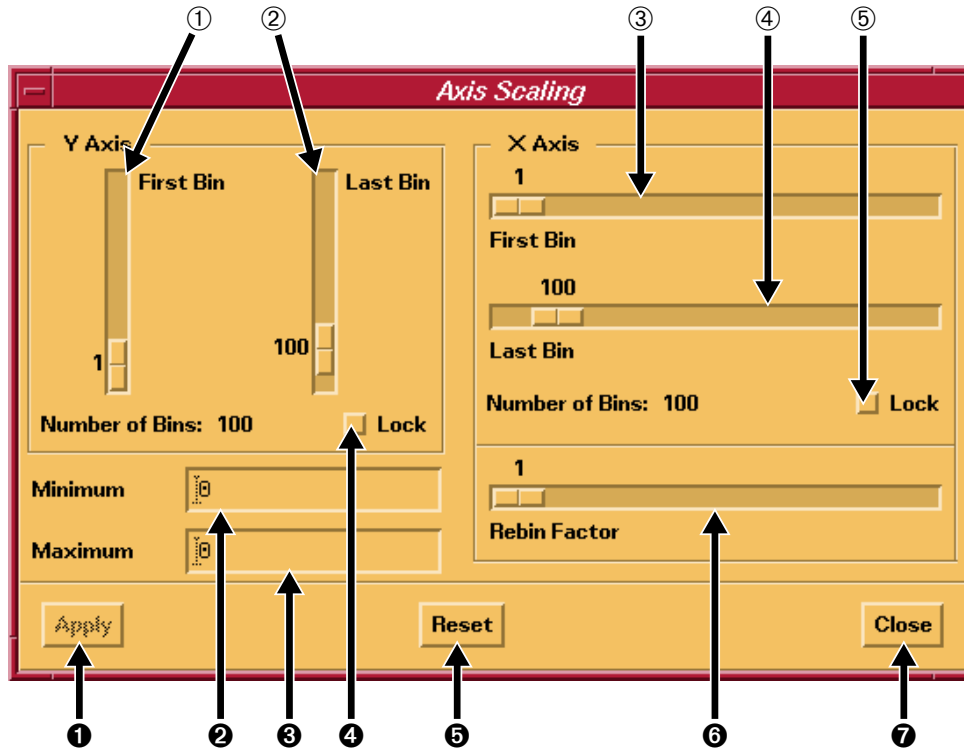 ① ② ③ ④ ⑤
Axis Scaling
Y Axis
First Bin
Last Bin
1
100
Number of Bins: 100
Lock
X Axis
1
First Bin
100
Last Bin
Number of Bins: 100
Lock
1
Rebin Factor
Minimum
0
Maximum
0
Apply
Reset
Close
❶ ❷ ❸ ❹ ❺ ❻ ❼